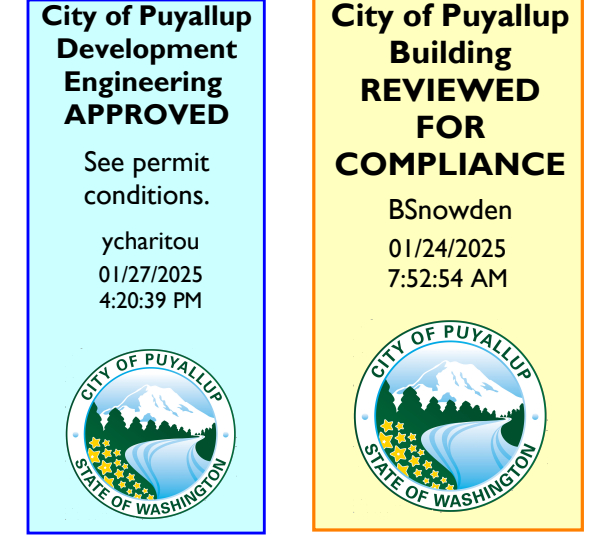 City of Puyallup
Development
Engineering
APPROVED
See permit
conditions.
ycharitou
01/27/2025
4:20:39 PM
CITY OF PUYALLUP
STATE OF WASHINGTON
City of Puyallup
Building
REVIEWED
FOR
COMPLIANCE
BSnowden
01/24/2025
7:52:54 AM
CITY OF PUYALLUP
STATE OF WASHINGTON